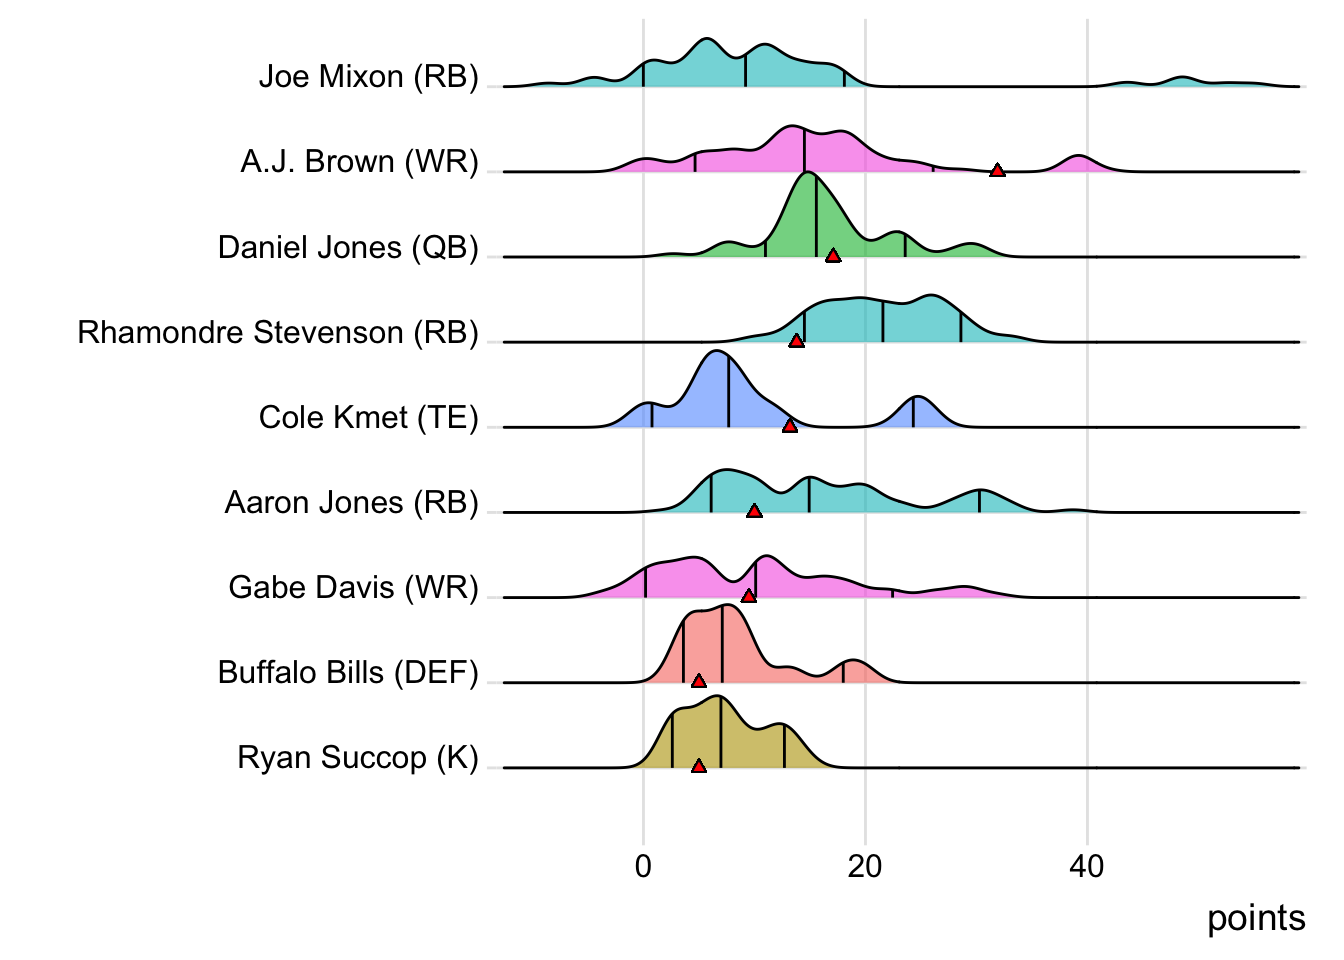 Joe Mixon (RB)
A.J. Brown (WR)
Daniel Jones (QB)
Rhamondre Stevenson (RB)
Cole Kmet (TE)
Aaron Jones (RB)
Gabe Davis (WR)
Buffalo Bills (DEF)
Ryan Succop (K)
0 20 40
points